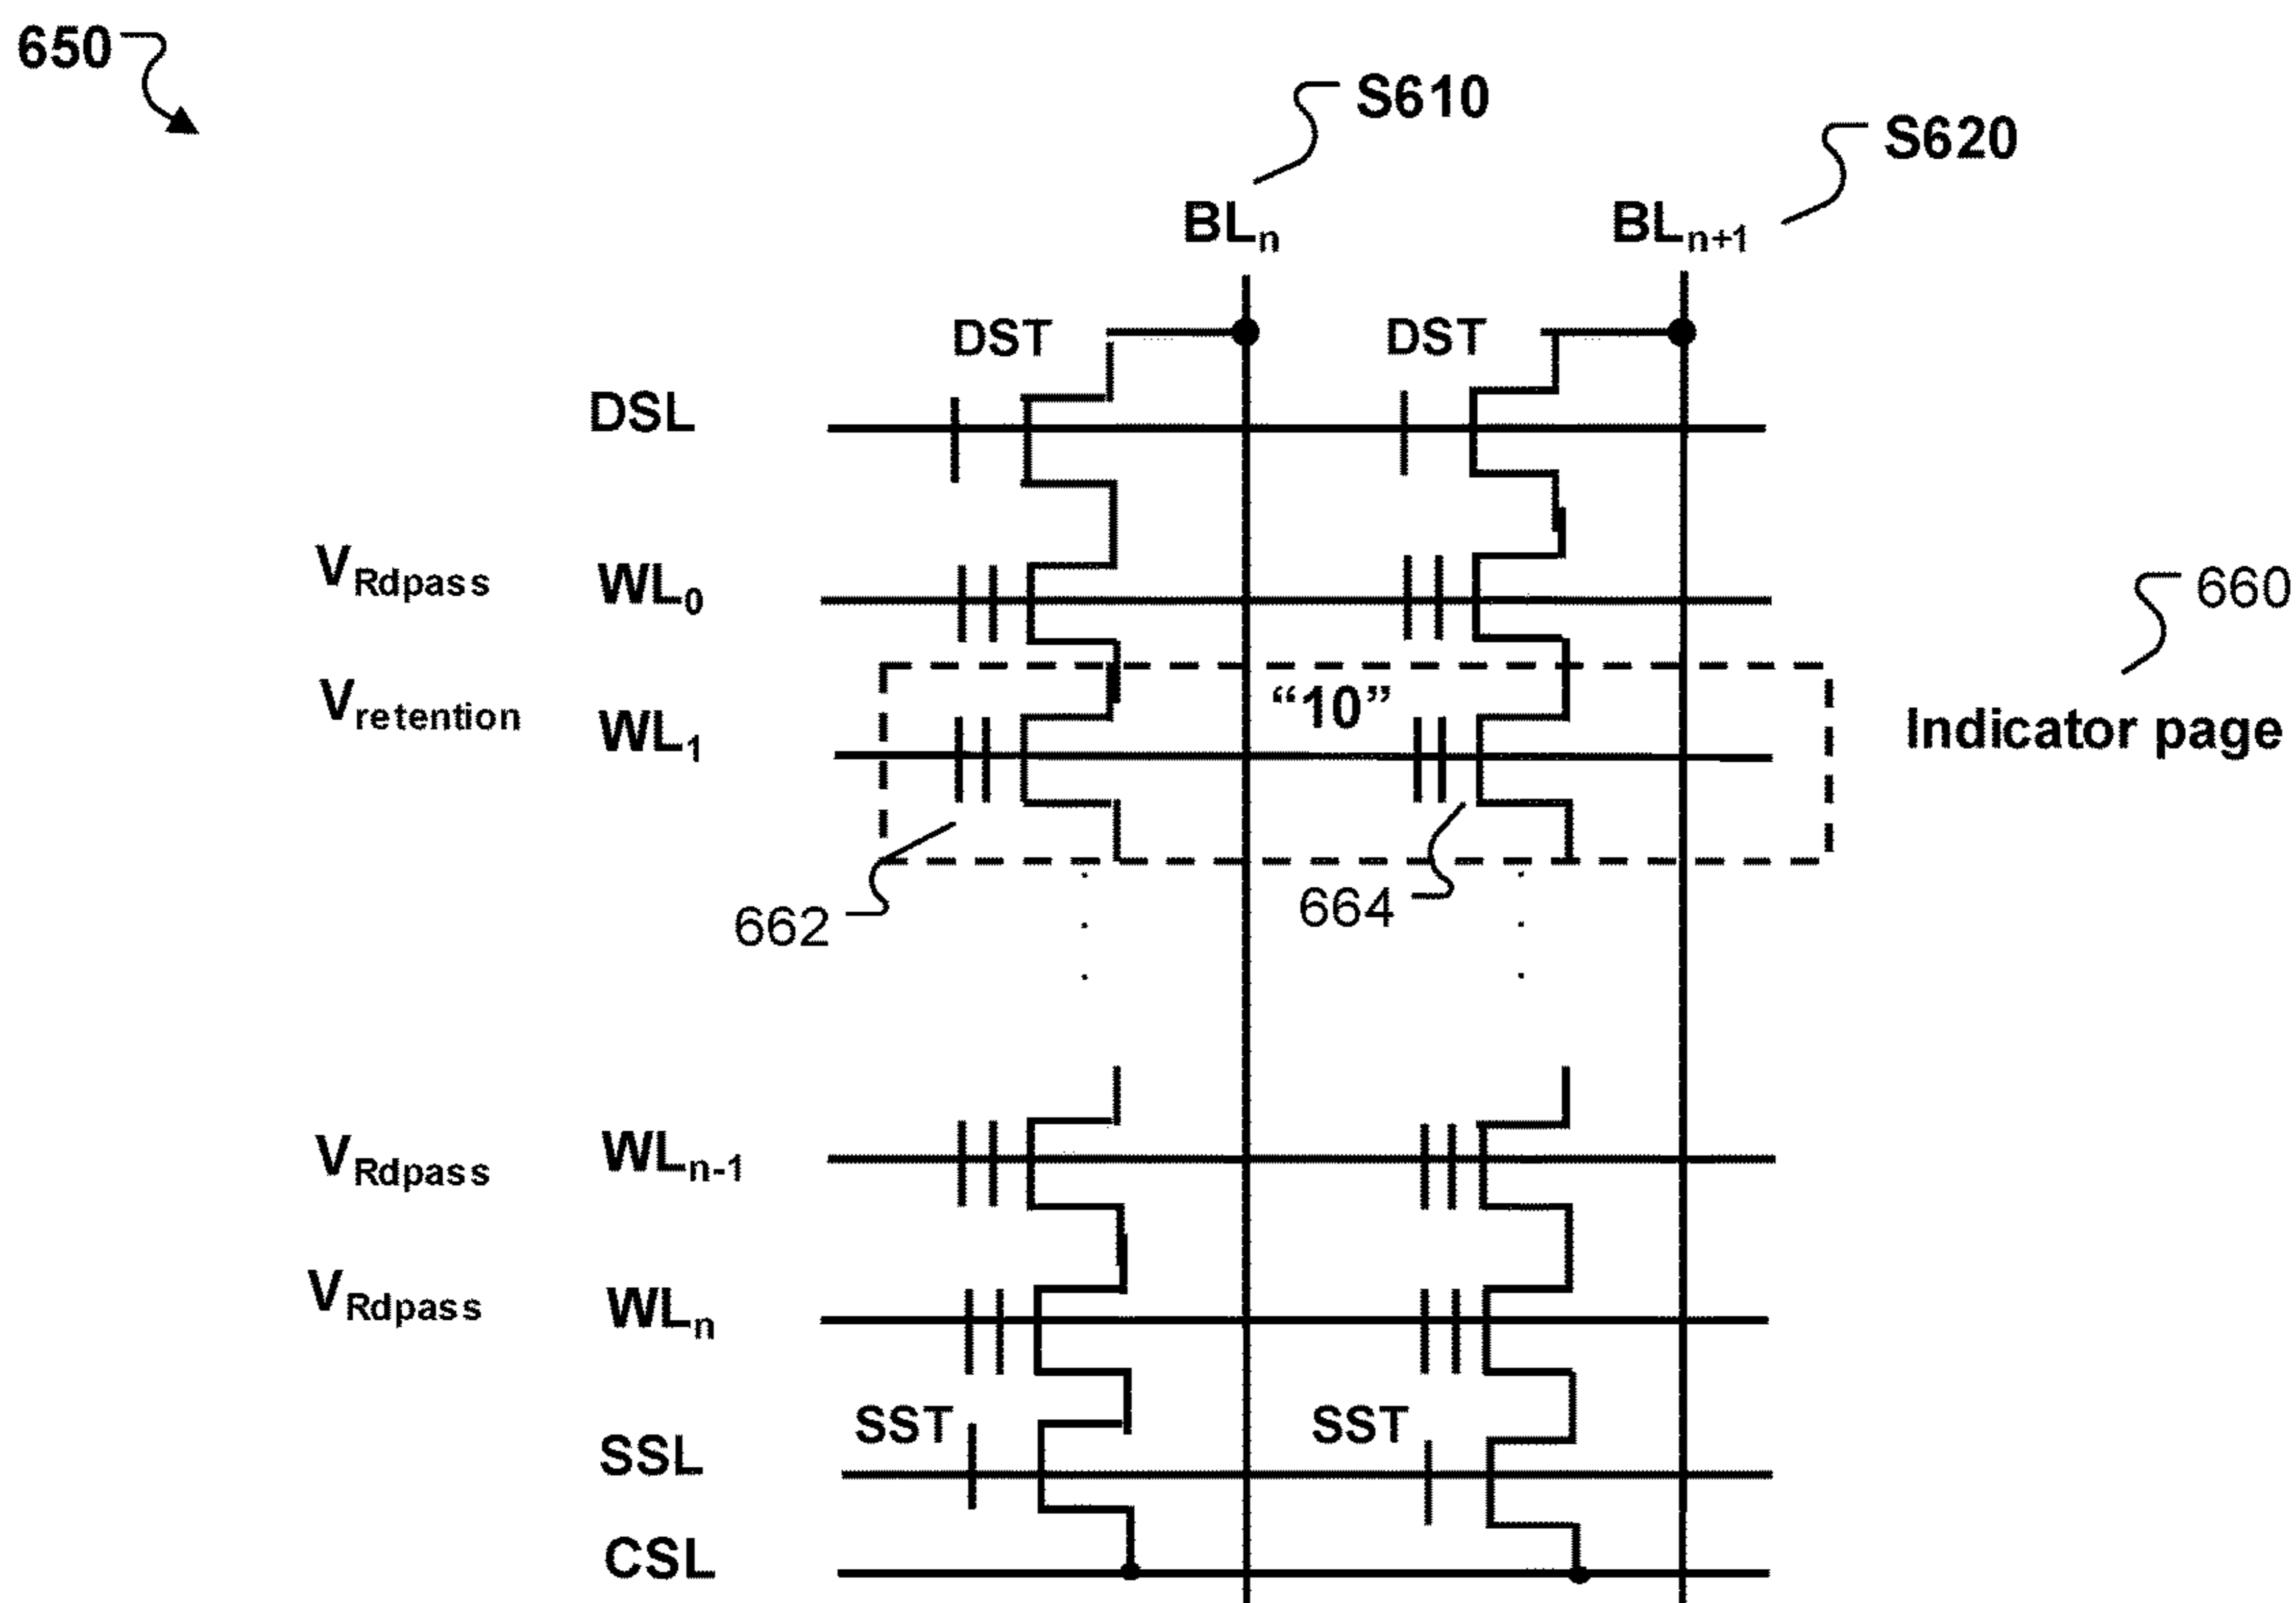 650
S610
S620
BLn BLn+1
DST DST
DSL
VRdpass WL0
660
Vretention WL1 “10” Indicator page
662 664
VRdpass WLn-1
VRdpass WLn
SST SST
SSL
CSL